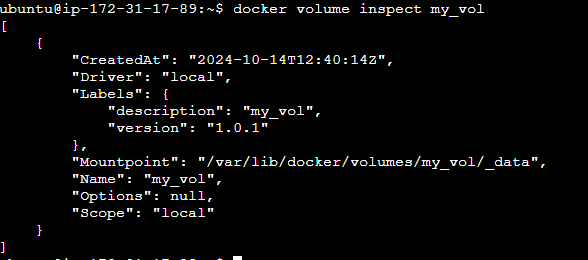 ubuntu@ip-172-31-17-89:~$ docker volume inspect my_vol
[
    {
        "CreatedAt": "2024-10-14T12:40:14Z",
        "Driver": "local",
        "Labels": {
            "description": "my_vol",
            "version": "1.0.1"
        },
        "Mountpoint": "/var/lib/docker/volumes/my_vol/_data",
        "Name": "my_vol",
        "Options": null,
        "Scope": "local"
    }
]